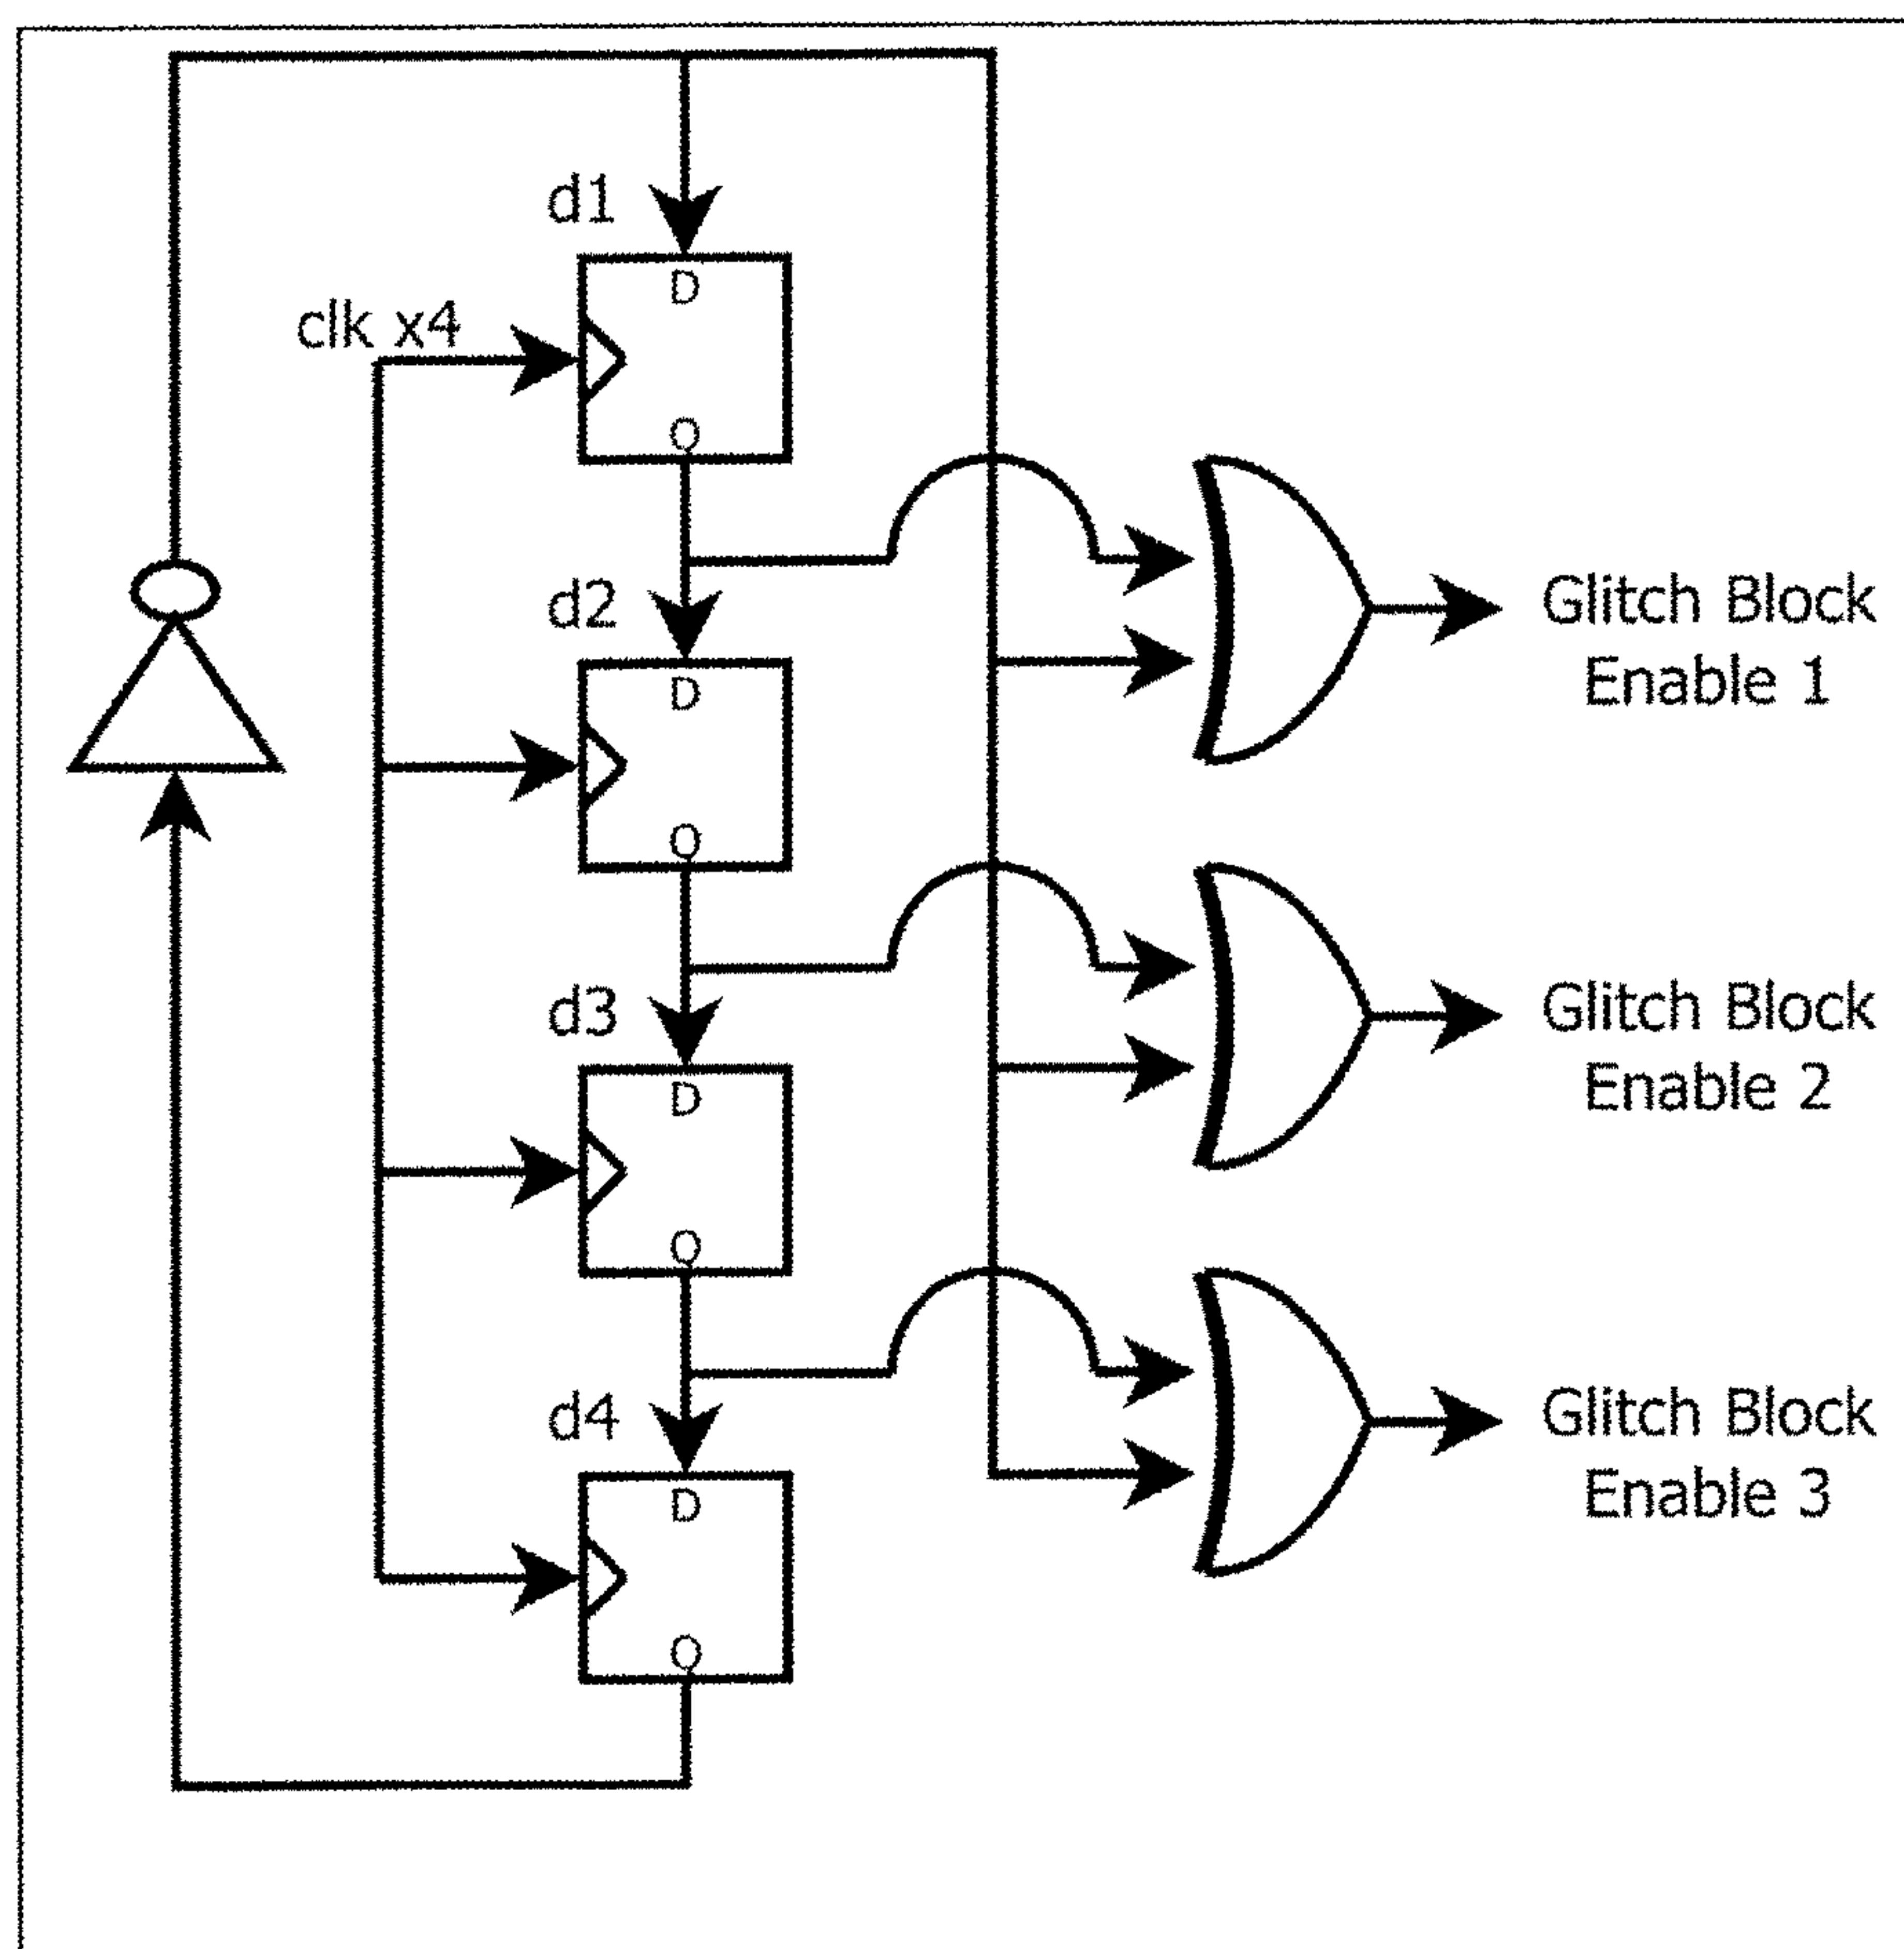 d1
D
clk x4
Q
d2
D
Q
d3
D
Q
d4
D
Q
Glitch Block
Enable 1
Glitch Block
Enable 2
Glitch Block
Enable 3